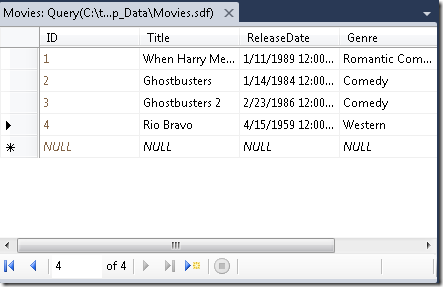 Movies: Query(C:\t...p_Data\Movies.sdf)
ID Title ReleaseDate Genre
1 When Harry Me... 1/11/1989 12:00... Romantic Com...
2 Ghostbusters 1/14/1984 12:00... Comedy
3 Ghostbusters 2 2/23/1986 12:00... Comedy
4 Rio Bravo 4/15/1959 12:00... Western
NULL NULL NULL NULL
4 of 4